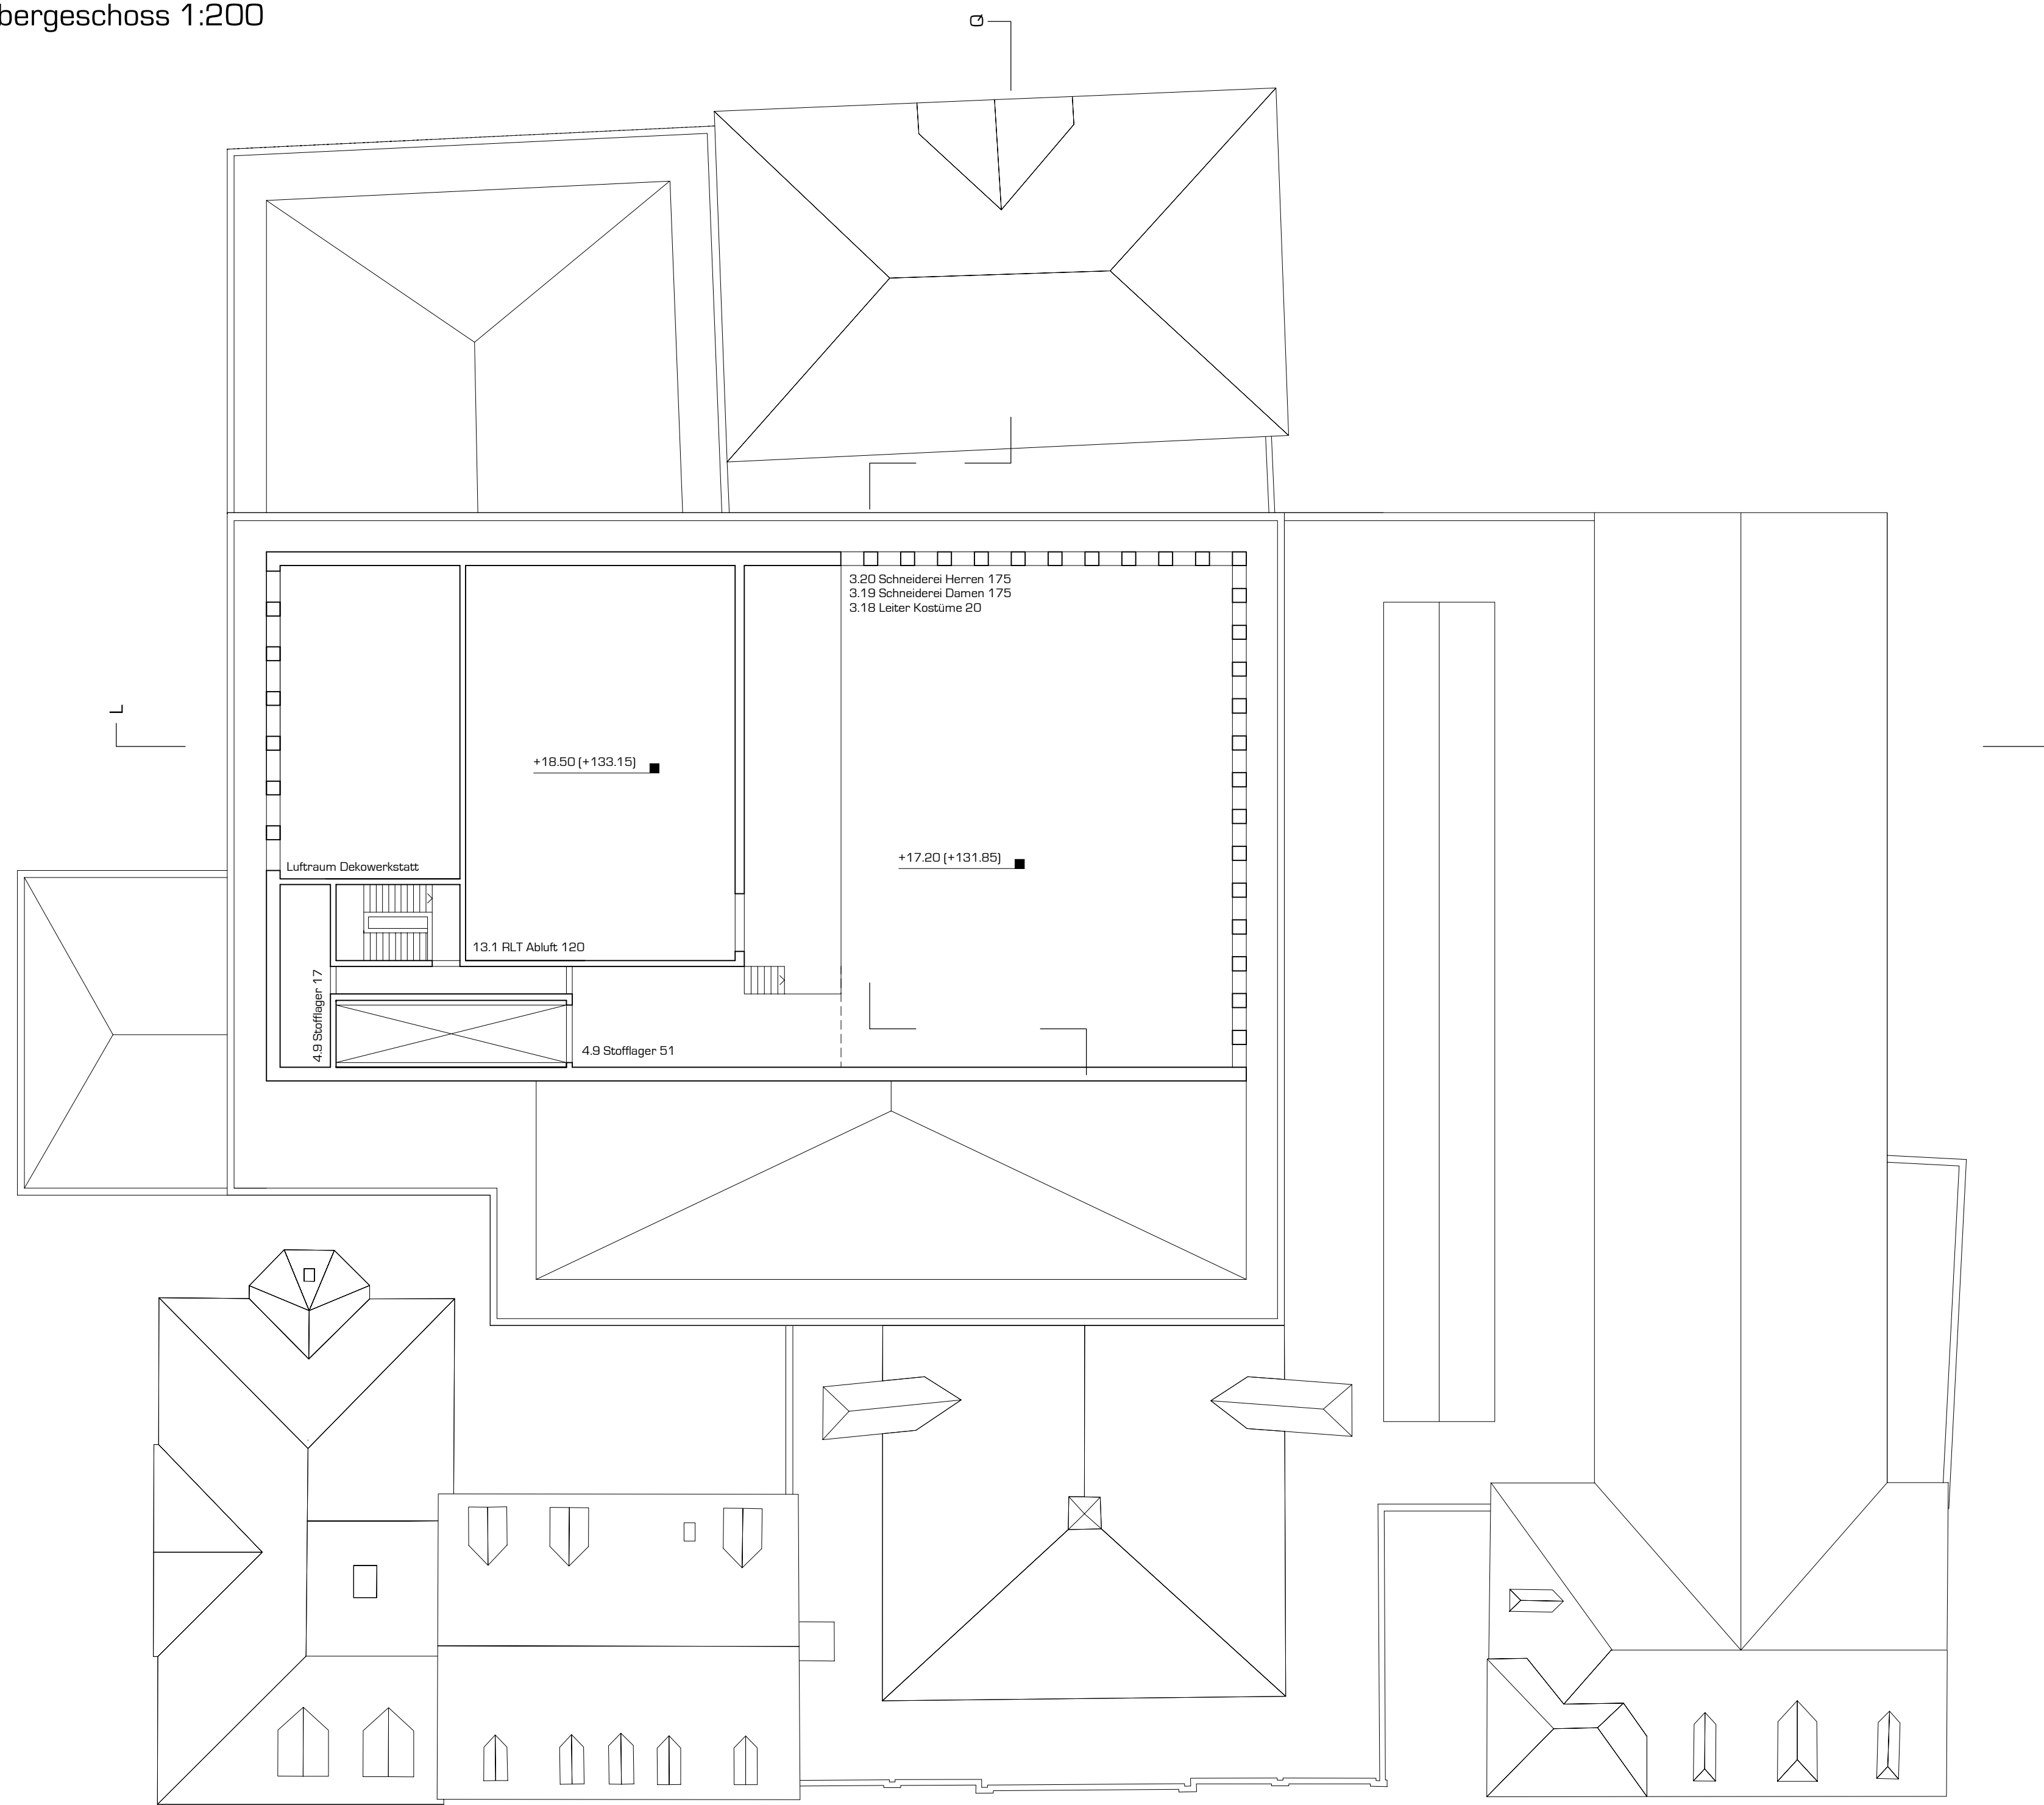 bergeschoss 1:200
Q
3.20 Schneiderei Herren 175
3.19 Schneiderei Damen 175
3.18 Leiter Kostüme 20
L
+18.50 (+133.15)
+17.20 (+131.85)
Luftraum Dekowerkstatt
13.1 RLT Abluft 120
4.9 Stofflager 17
4.9 Stofflager 51